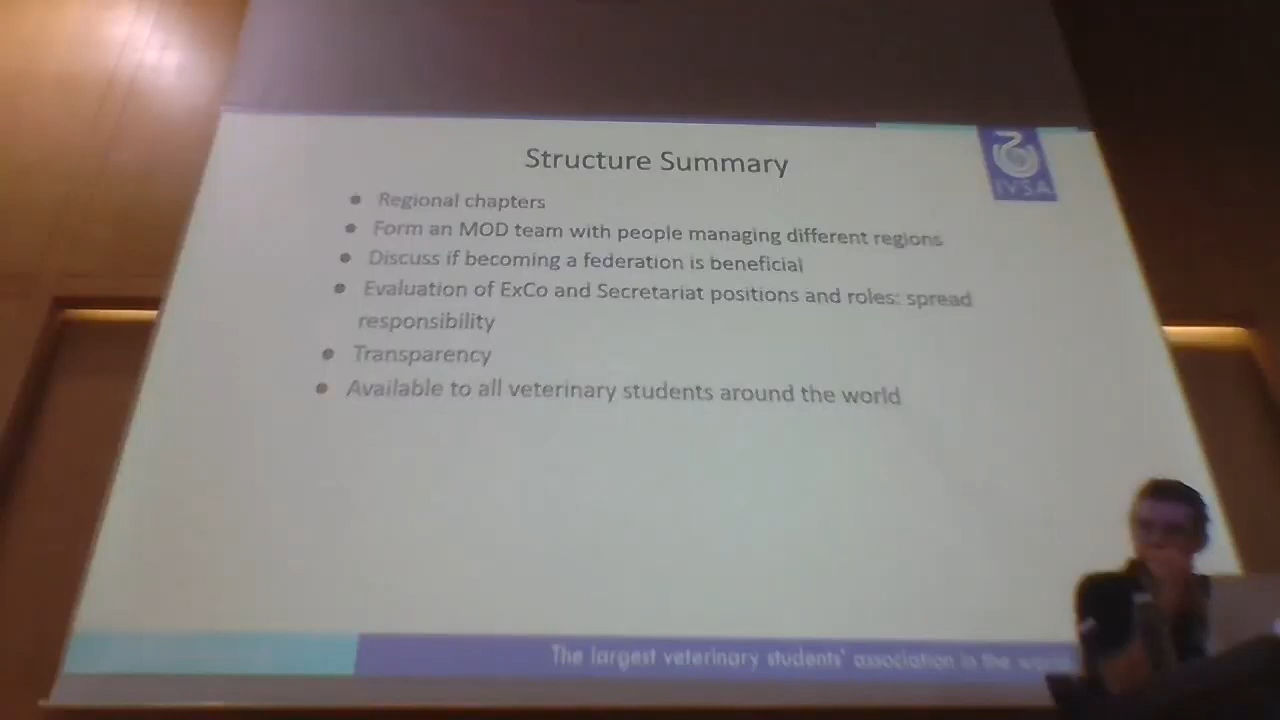 Structure Summary
IVSA
• Regional chapters
• Form an MOD team with people managing different regions
• Discuss if becoming a federation is beneficial
• Evaluation of ExCo and Secretariat positions and roles: spread
responsibility
• Transparency
• Available to all veterinary students around the world
The largest veterinary students' association in the